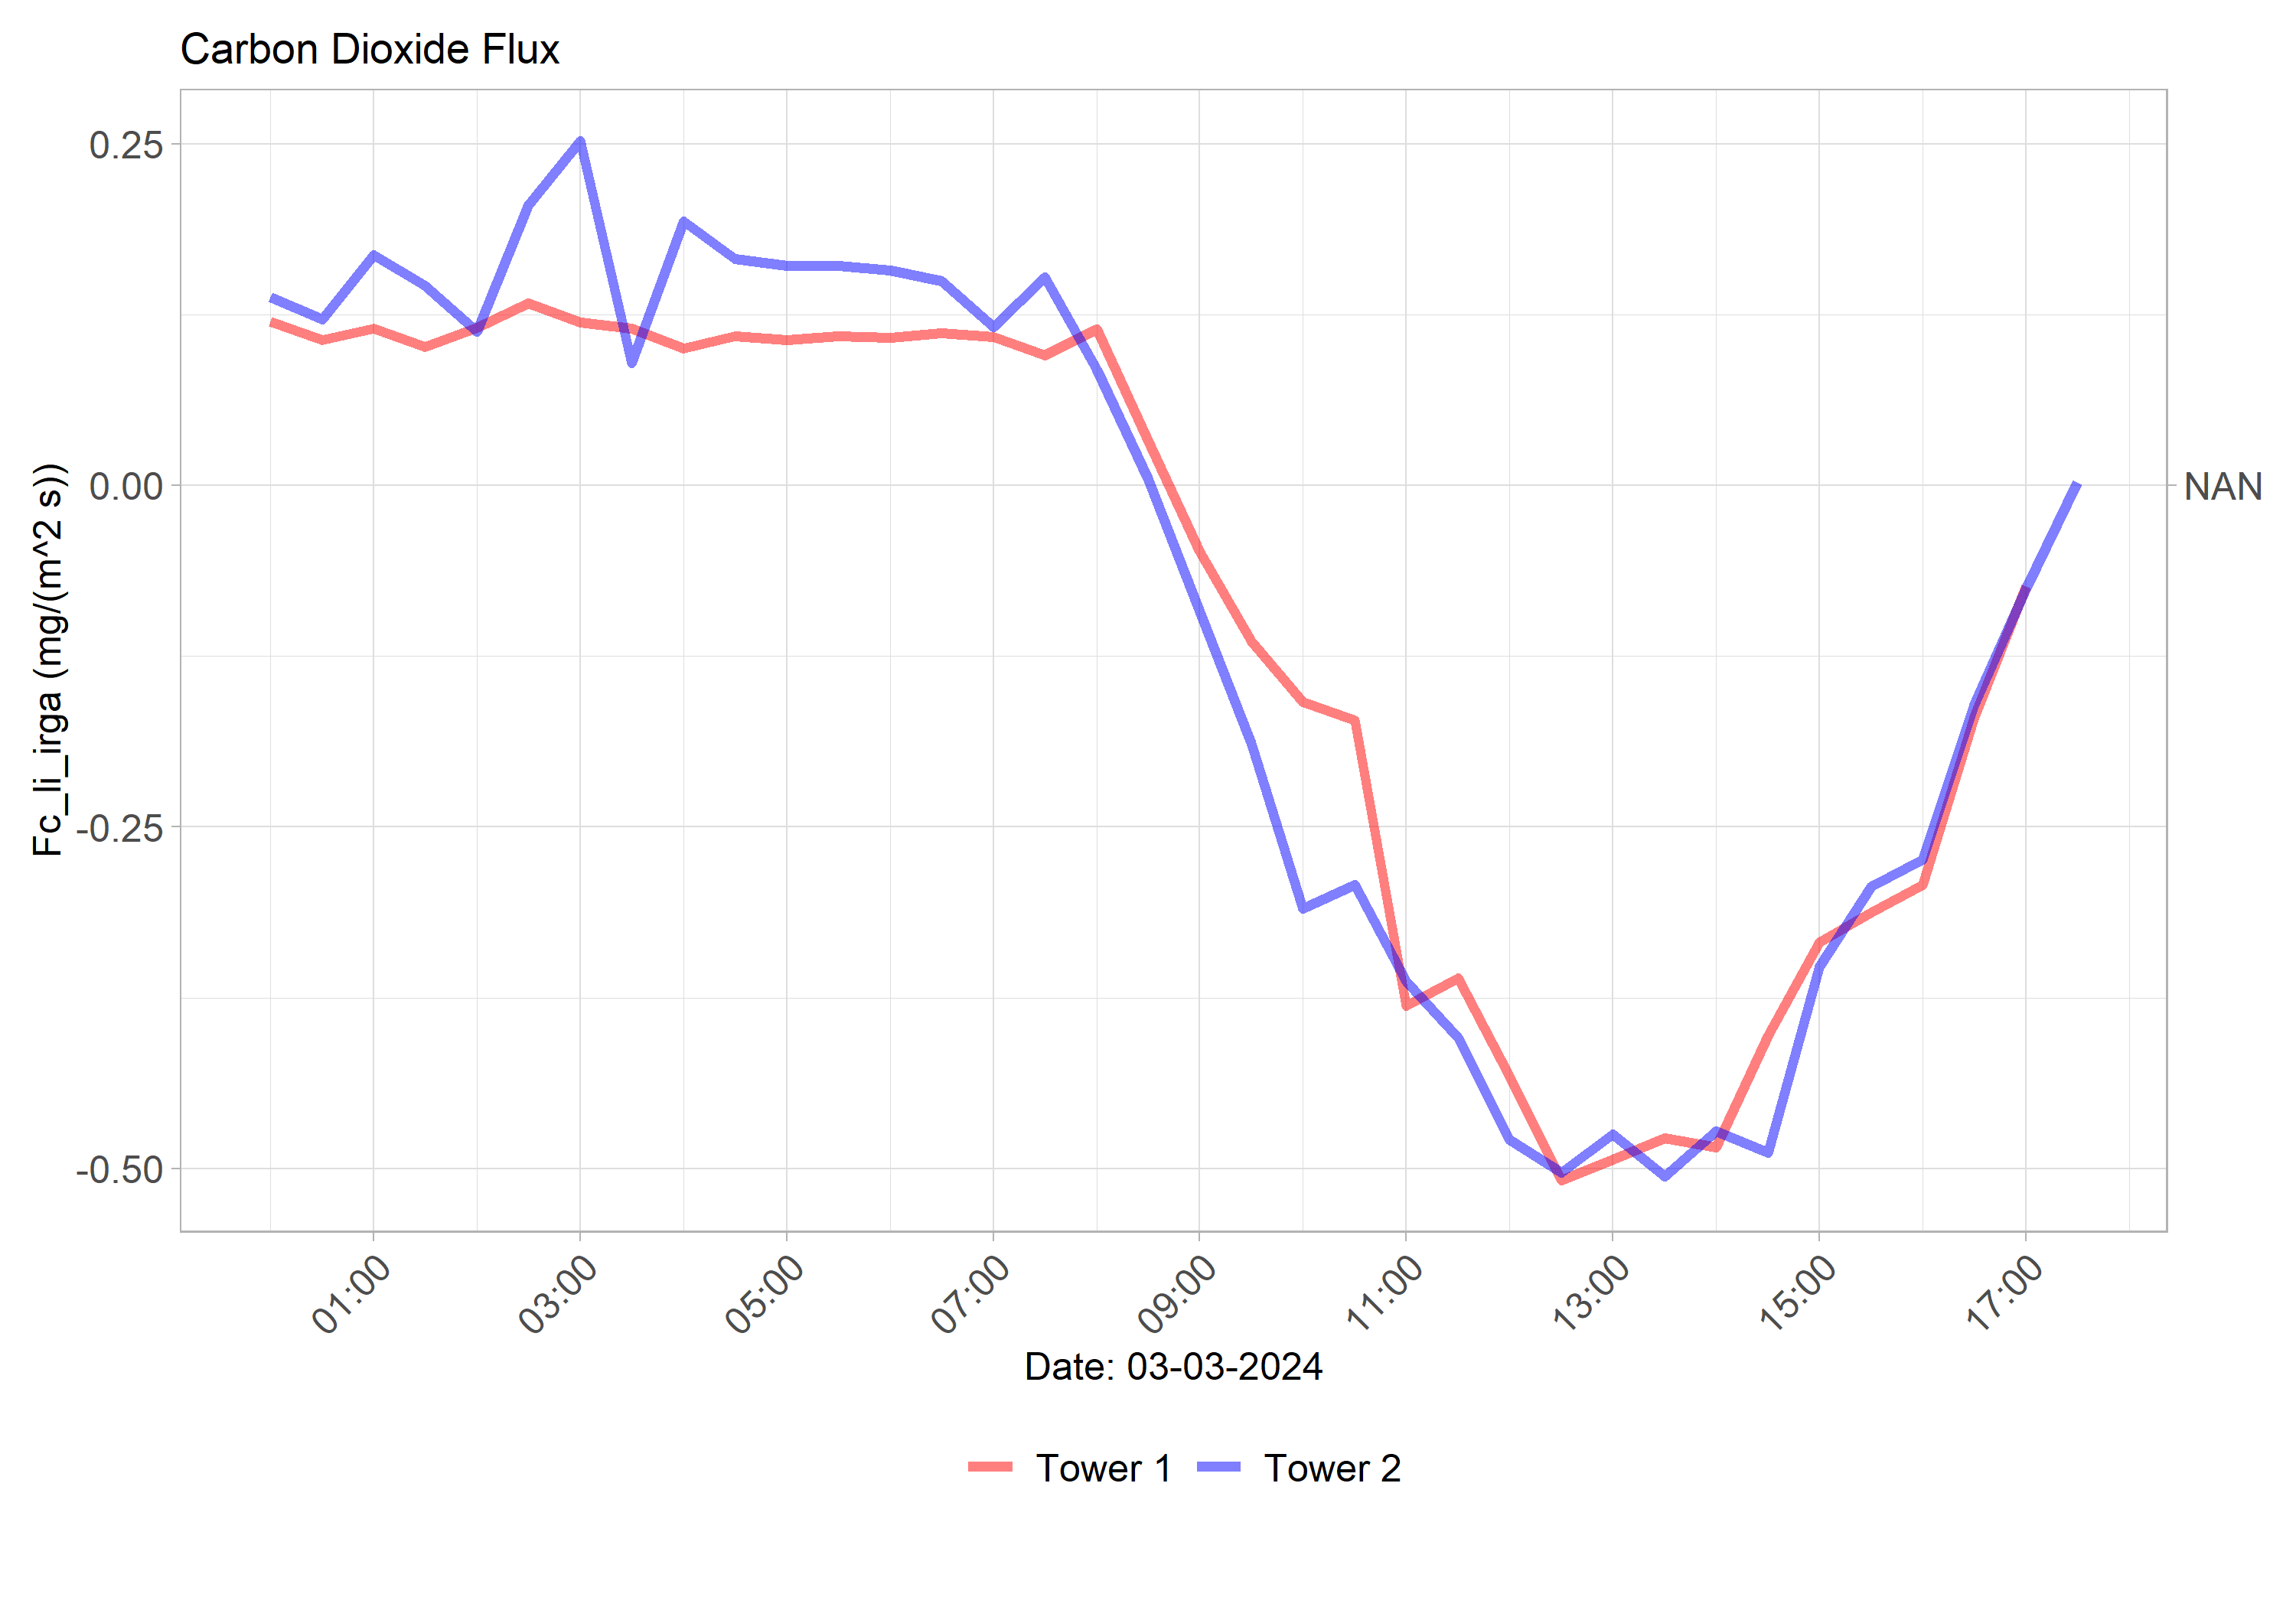 Carbon Dioxide Flux
Fc_li_irga (mg/(m^2 s))
0.25
0.00
-0.25
-0.50
NAN
01:00
03:00
05:00
07:00
09:00
11:00
13:00
15:00
17:00
Date: 03-03-2024
Tower 1
Tower 2